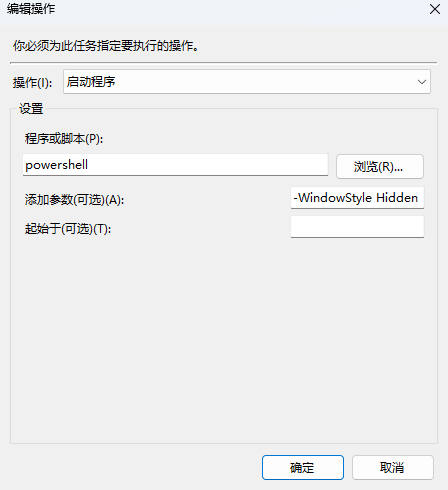 编辑操作
你必须为此任务指定要执行的操作。
操作(I): 启动程序
设置
程序或脚本(P):
powershell 浏览(R)...
添加参数(可选)(A): -WindowStyle Hidden
起始于(可选)(T):
确定 取消